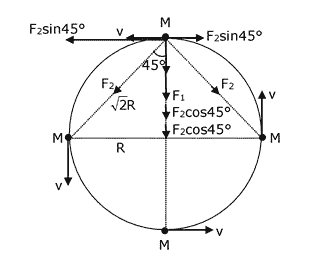 M
F₂sin45° v F₂sin45°
45°
F₂ F₂
√2R F₁
F₂cos45° v
M F₂cos45° M
R
v
M v